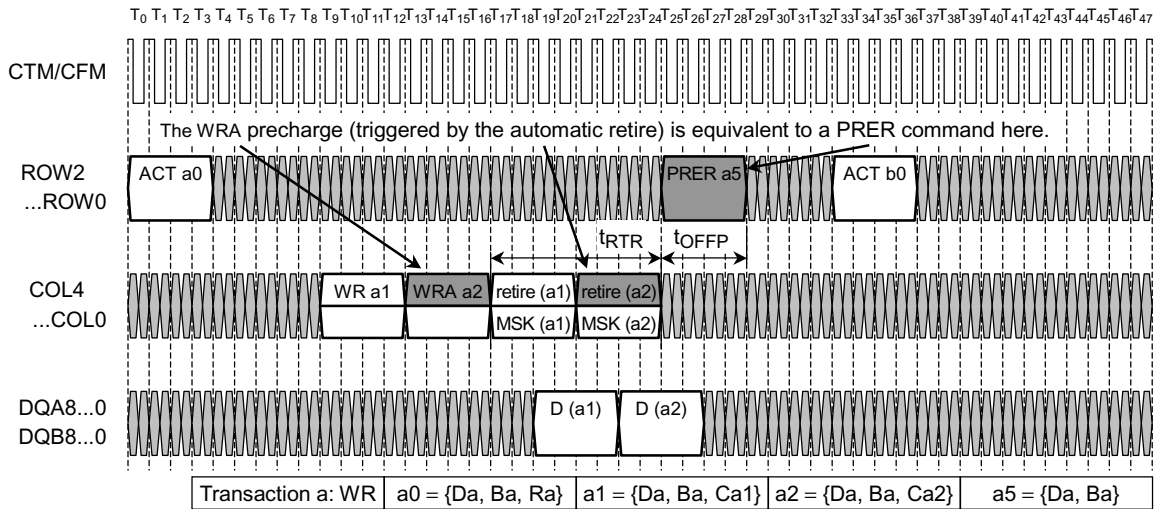 T0 T1 T2 T3 T4 T5 T6 T7 T8 T9 T10 T11 T12 T13 T14 T15 T16 T17 T18 T19 T20 T21 T22 T23 T24 T25 T26 T27 T28 T29 T30 T31 T32 T33 T34 T35 T36 T37 T38 T39 T40 T41 T42 T43 T44 T45 T46 T47
CTM/CFM
The WRA precharge (triggered by the automatic retire) is equivalent to a PRER command here.
ROW2 ACT a0 PRER a5 ACT b0
...ROW0
tRTR tOFFP
COL4 WR a1 WRA a2 retire (a1) retire (a2)
...COL0 MSK (a1) MSK (a2)
DQA8...0 D (a1) D (a2)
DQB8...0
Transaction a: WR a0 = {Da, Ba, Ra} a1 = {Da, Ba, Ca1} a2 = {Da, Ba, Ca2} a5 = {Da, Ba}